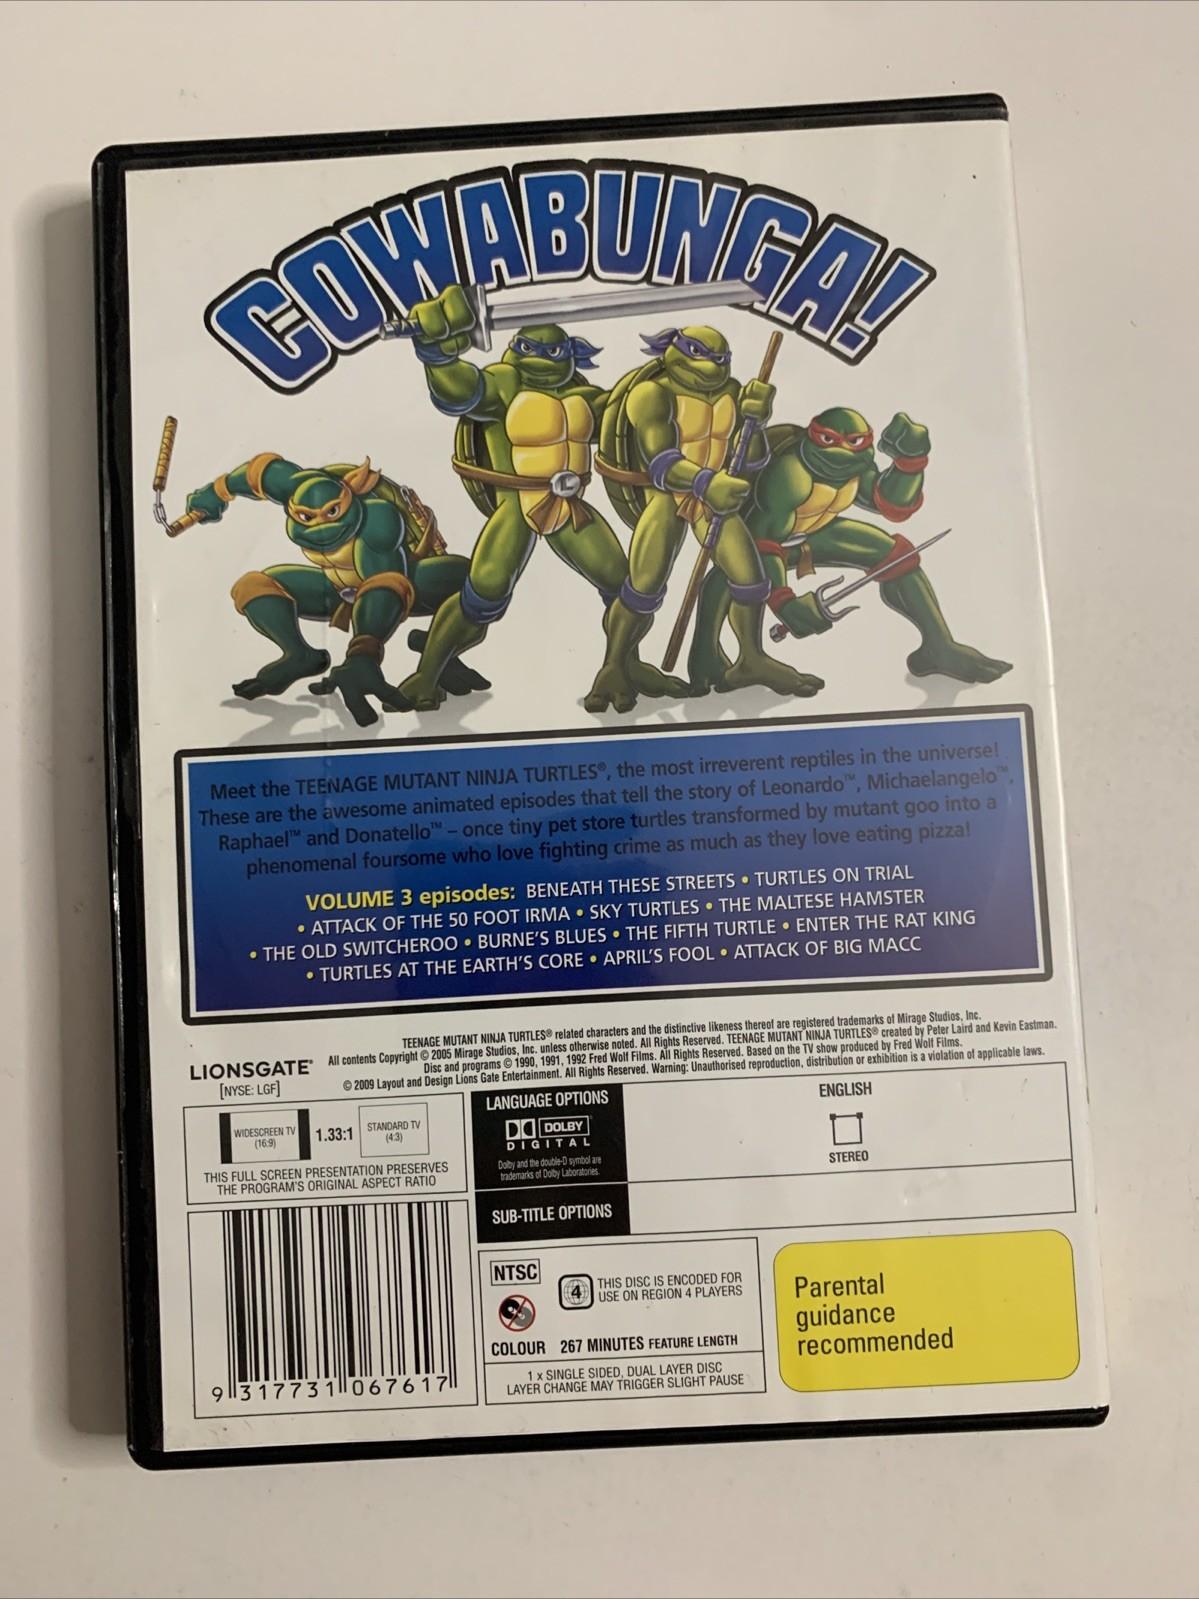 COWABUNGA!
L
Meet the TEENAGE MUTANT NINJA TURTLES®, the most irreverent reptiles in the universe!
These are the awesome animated episodes that tell the story of Leonardo™, Michaelangelo™,
Raphael™ and Donatello™ – once tiny pet store turtles transformed by mutant goo into a
phenomenal foursome who love fighting crime as much as they love eating pizza!
VOLUME 3 episodes: BENEATH THESE STREETS • TURTLES ON TRIAL
• ATTACK OF THE 50 FOOT IRMA • SKY TURTLES • THE MALTESE HAMSTER
• THE OLD SWITCHEROO • BURNE'S BLUES • THE FIFTH TURTLE • ENTER THE RAT KING
• TURTLES AT THE EARTH'S CORE • APRIL'S FOOL • ATTACK OF BIG MACC
LIONSGATE®
[NYSE: LGF]
TEENAGE MUTANT NINJA TURTLES® related characters and the distinctive likeness thereof are registered trademarks of Mirage Studios, Inc.
All contents Copyright © 2005 Mirage Studios, Inc. unless otherwise noted. All Rights Reserved. TEENAGE MUTANT NINJA TURTLES® created by Peter Laird and Kevin Eastman.
Disc and programs © 1990, 1991, 1992 Fred Wolf Films. All Rights Reserved. Based on the TV show produced by Fred Wolf Films.
© 2009 Layout and Design Lions Gate Entertainment. All Rights Reserved. Warning: Unauthorised reproduction, distribution or exhibition is a violation of applicable laws.
WIDESCREEN TV
(16:9)
1.33:1
STANDARD TV
(4:3)
THIS FULL SCREEN PRESENTATION PRESERVES
THE PROGRAM'S ORIGINAL ASPECT RATIO
LANGUAGE OPTIONS
DOLBY
DIGITAL
Dolby and the double-D symbol are
trademarks of Dolby Laboratories.
ENGLISH
STEREO
SUB-TITLE OPTIONS
9 317731 067617
NTSC
4
THIS DISC IS ENCODED FOR
USE ON REGION 4 PLAYERS
COLOUR 267 MINUTES FEATURE LENGTH
1 x SINGLE SIDED, DUAL LAYER DISC
LAYER CHANGE MAY TRIGGER SLIGHT PAUSE
Parental
guidance
recommended